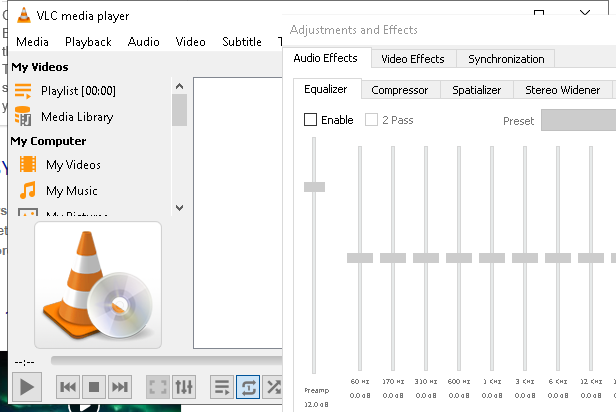 VLC media player
Adjustments and Effects
Media Playback Audio Video Subtitle
Audio Effects Video Effects Synchronization
My Videos
Equalizer Compressor Spatializer Stereo Widener
Playlist [00:00]
Enable 2 Pass Preset
Media Library
My Computer
My Videos
My Music
My Pictures
--:--
60 Hz 170 Hz 310 Hz 600 Hz 1 KHz 3 KHz 6 KHz 12 KHz
Preamp 0.0 dB 0.0 dB 0.0 dB 0.0 dB 0.0 dB 0.0 dB 0.0 dB 0.0 dB
12.0 dB